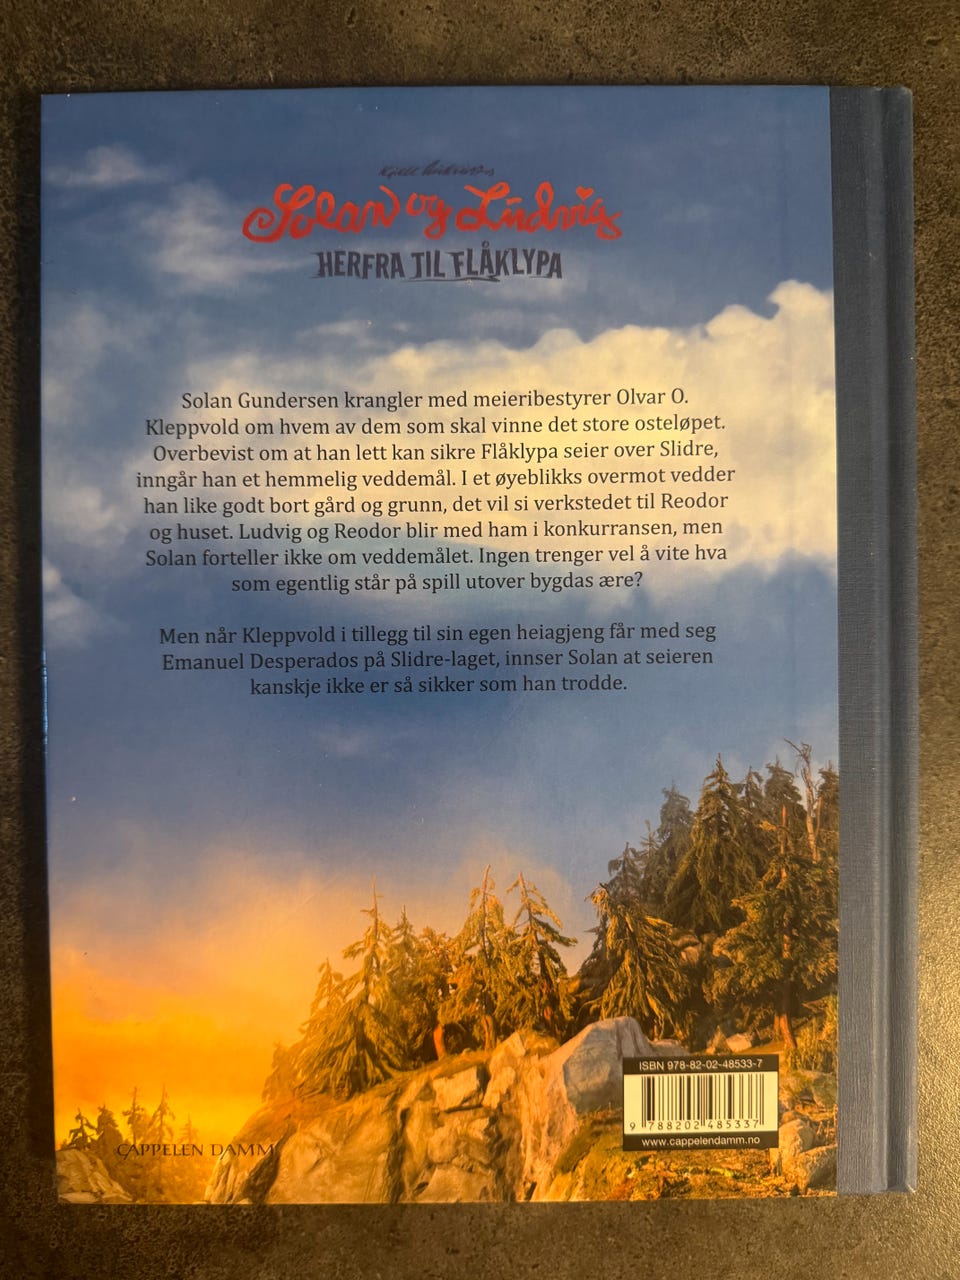 Kjell Aukrusts
Solan og Ludvig
HERFRA TIL FLÅKLYPA
Solan Gundersen krangler med meieribestyrer Olvar O.
Kleppvold om hvem av dem som skal vinne det store osteløpet.
Overbevist om at han lett kan sikre Flåklypa seier over Slidre,
inngår han et hemmelig veddemål. I et øyeblikks overmot vedder
han like godt bort gård og grunn, det vil si verkstedet til Reodor
og huset. Ludvig og Reodor blir med ham i konkurransen, men
Solan forteller ikke om veddemålet. Ingen trenger vel å vite hva
som egentlig står på spill utover bygdas ære?
Men når Kleppvold i tillegg til sin egen heiagjeng får med seg
Emanuel Desperados på Slidre-laget, innser Solan at seieren
kanskje ikke er så sikker som han trodde.
ISBN 978-82-02-48533-7
9 788202 485337
www.cappelendamm.no
CAPPELEN DAMM